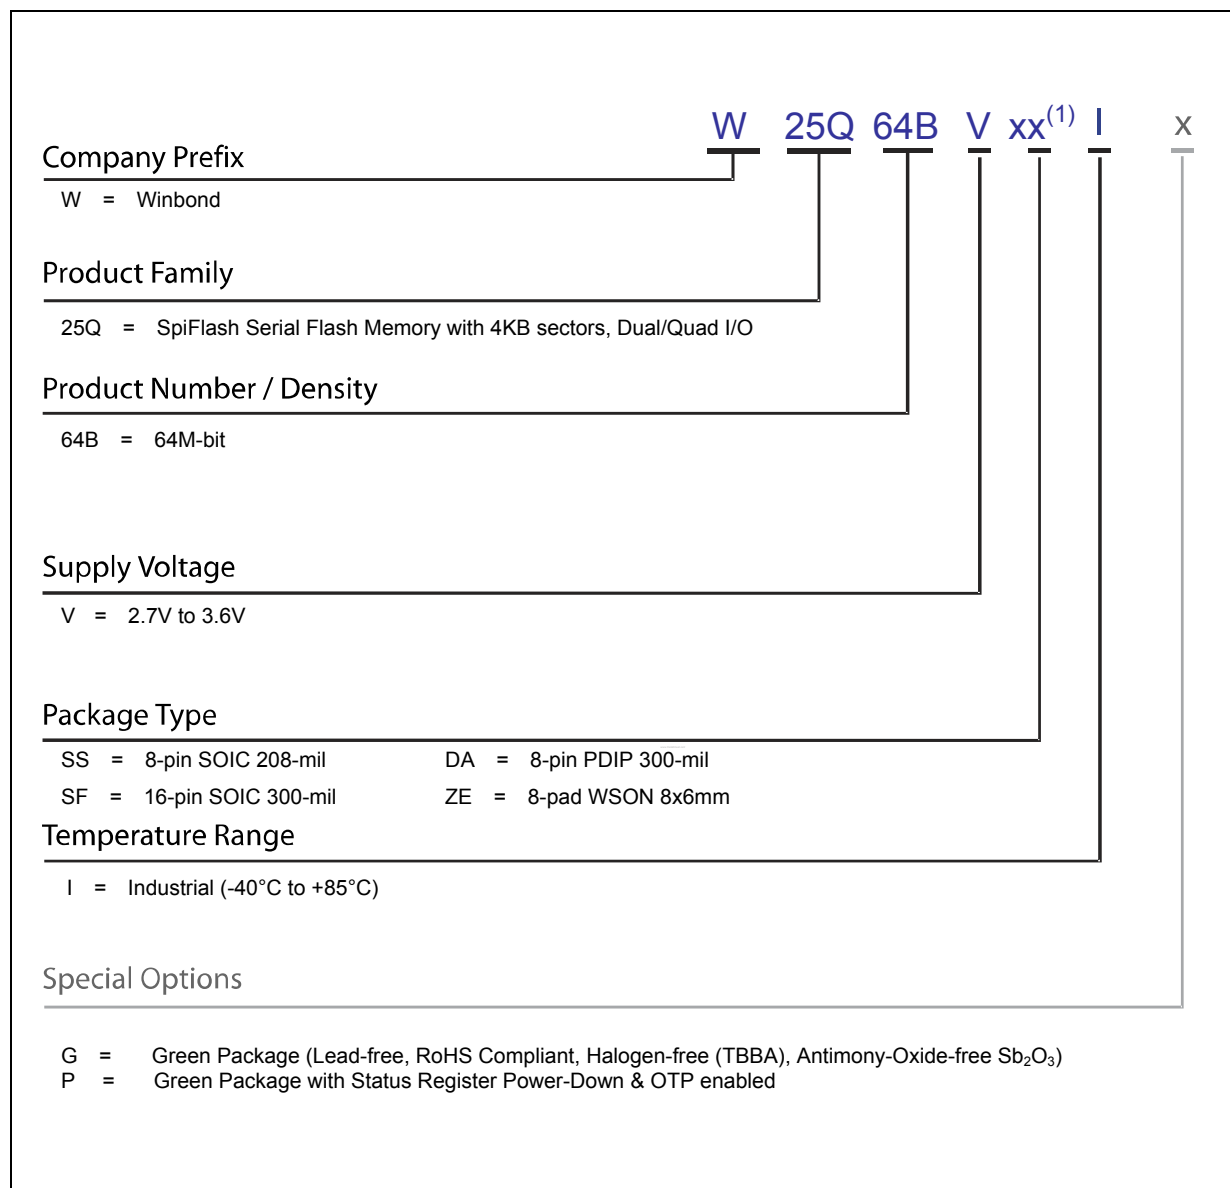 W 25Q 64B V xx(1) I x
Company Prefix
W = Winbond
Product Family
25Q = SpiFlash Serial Flash Memory with 4KB sectors, Dual/Quad I/O
Product Number / Density
64B = 64M-bit
Supply Voltage
V = 2.7V to 3.6V
Package Type
SS = 8-pin SOIC 208-mil DA = 8-pin PDIP 300-mil
SF = 16-pin SOIC 300-mil ZE = 8-pad WSON 8x6mm
Temperature Range
I = Industrial (-40°C to +85°C)
Special Options
G = Green Package (Lead-free, RoHS Compliant, Halogen-free (TBBA), Antimony-Oxide-free Sb₂O₃)
P = Green Package with Status Register Power-Down & OTP enabled